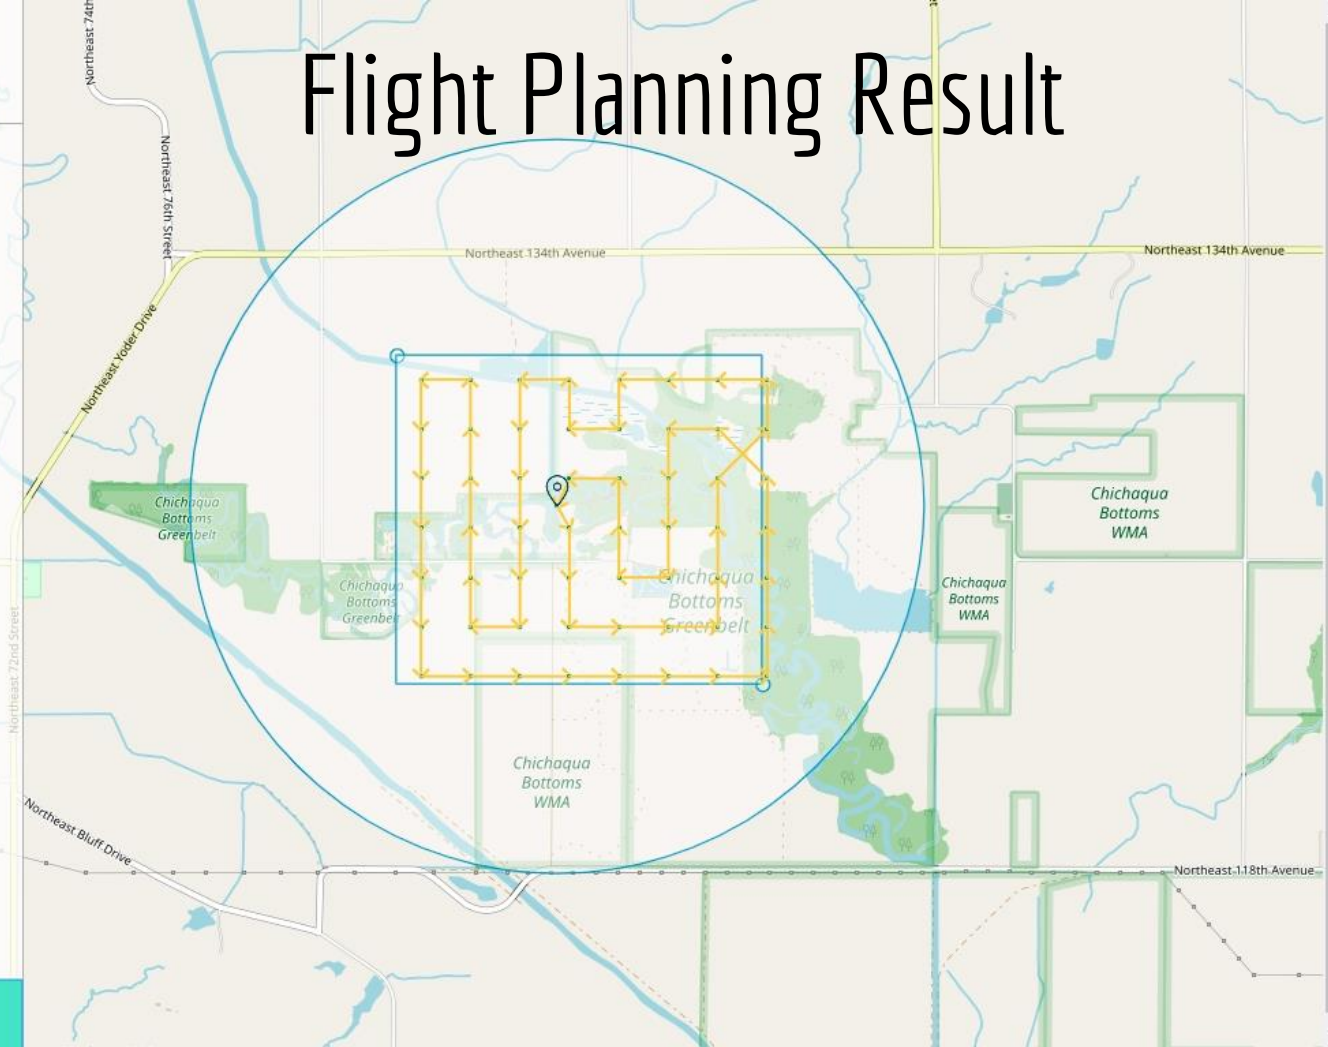 Flight Planning Result
Northeast 74th
Northeast 76th Street
Northeast 134th Avenue
Northeast 134th Avenue
Northeast Yoder Drive
Chichaqua
Bottoms
Greenbelt
Chichaqua
Bottoms
WMA
Chichaqua
Bottoms
Greenbelt
Chichaqua
Bottoms
Greenbelt
Chichaqua
Bottoms
WMA
Northeast 72nd Street
Chichaqua
Bottoms
WMA
Northeast Bluff Drive
Northeast 118th Avenue